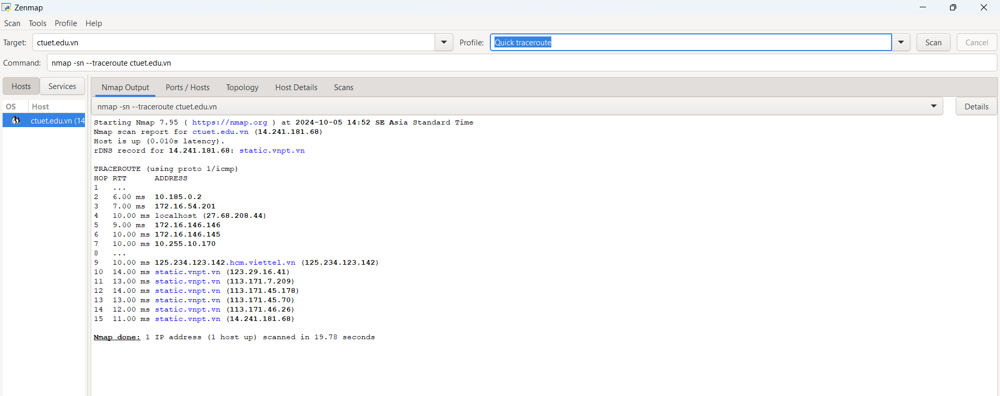 Zenmap
Scan Tools Profile Help
Target: ctuet.edu.vn Profile: Quick traceroute Scan Cancel
Command: nmap -sn --traceroute ctuet.edu.vn
Hosts Services Nmap Output Ports / Hosts Topology Host Details Scans
OS Host nmap -sn --traceroute ctuet.edu.vn Details
ctuet.edu.vn (14
Starting Nmap 7.95 ( https://nmap.org ) at 2024-10-05 14:52 SE Asia Standard Time
Nmap scan report for ctuet.edu.vn (14.241.181.68)
Host is up (0.010s latency).
rDNS record for 14.241.181.68: static.vnpt.vn
TRACEROUTE (using proto 1/icmp)
HOP RTT ADDRESS
1 ...
2 6.00 ms 10.185.0.2
3 7.00 ms 172.16.54.201
4 10.00 ms localhost (27.68.208.44)
5 9.00 ms 172.16.146.146
6 10.00 ms 172.16.146.145
7 10.00 ms 10.255.10.170
8 ...
9 10.00 ms 125.234.123.142.hcm.viettel.vn (125.234.123.142)
10 14.00 ms static.vnpt.vn (123.29.16.41)
11 13.00 ms static.vnpt.vn (113.171.7.209)
12 14.00 ms static.vnpt.vn (113.171.45.178)
13 13.00 ms static.vnpt.vn (113.171.45.70)
14 12.00 ms static.vnpt.vn (113.171.46.26)
15 11.00 ms static.vnpt.vn (14.241.181.68)
Nmap done: 1 IP address (1 host up) scanned in 19.78 seconds